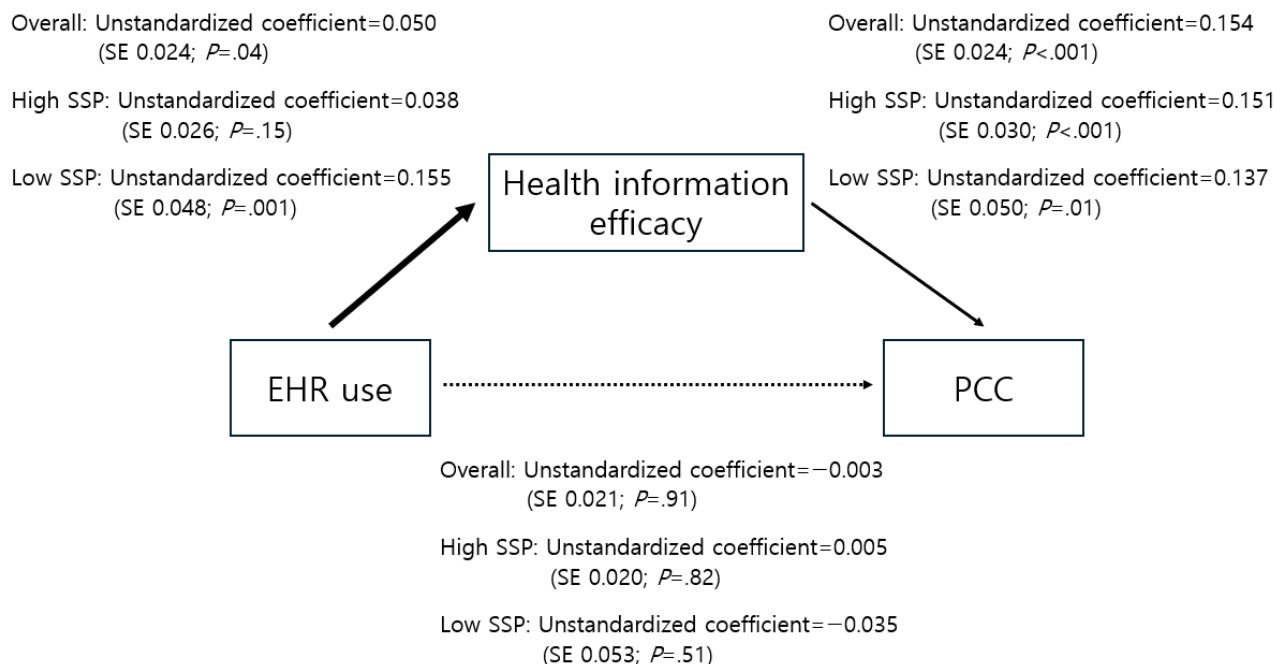 Overall: Unstandardized coefficient=0.050
(SE 0.024; P=.04)
High SSP: Unstandardized coefficient=0.038
(SE 0.026; P=.15)
Low SSP: Unstandardized coefficient=0.155
(SE 0.048; P=.001)
Overall: Unstandardized coefficient=0.154
(SE 0.024; P<.001)
High SSP: Unstandardized coefficient=0.151
(SE 0.030; P<.001)
Low SSP: Unstandardized coefficient=0.137
(SE 0.050; P=.01)
Health information
efficacy
EHR use
PCC
Overall: Unstandardized coefficient=−0.003
(SE 0.021; P=.91)
High SSP: Unstandardized coefficient=0.005
(SE 0.020; P=.82)
Low SSP: Unstandardized coefficient=−0.035
(SE 0.053; P=.51)